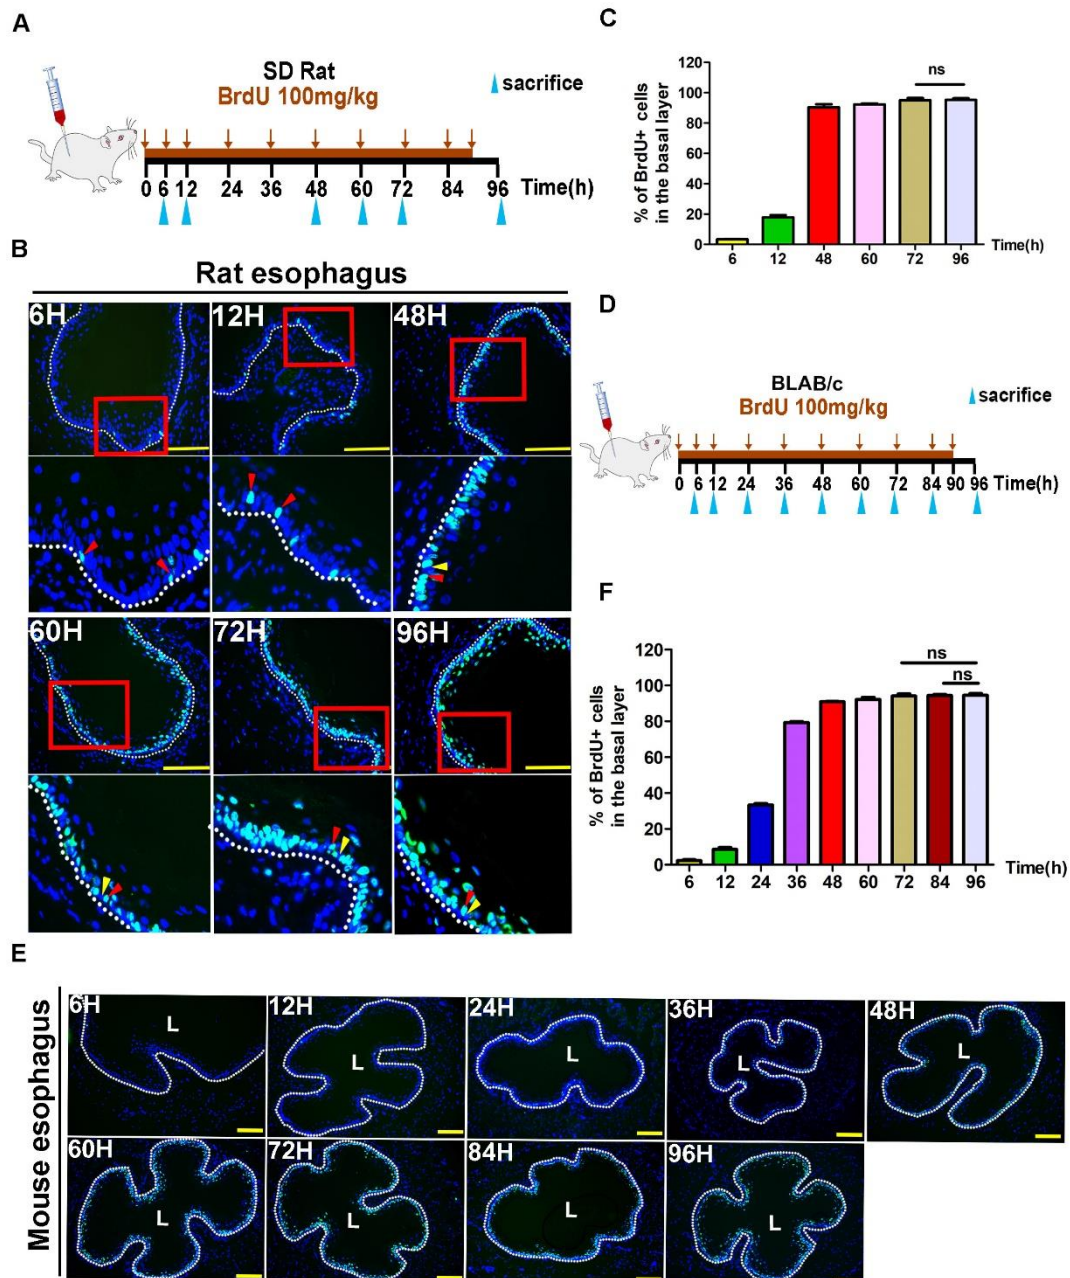 A
SD Rat
BrdU 100mg/kg
sacrifice
0 6 12 24 36 48 60 72 84 96 Time(h)
C
% of BrdU+ cells
in the basal layer
120
100
80
60
40
20
0
ns
6 12 48 60 72 96
Time(h)
B
Rat esophagus
6H 12H 48H
60H 72H 96H
D
BLAB/c
BrdU 100mg/kg
sacrifice
0 6 12 24 36 48 60 72 84 90 96
Time(h)
F
% of BrdU+ cells
in the basal layer
120
100
80
60
40
20
0
ns
ns
6 12 24 36 48 60 72 84 96
Time(h)
E
Mouse esophagus
6H 12H 24H 36H 48H
L L L L L
60H 72H 84H 96H
L L L L